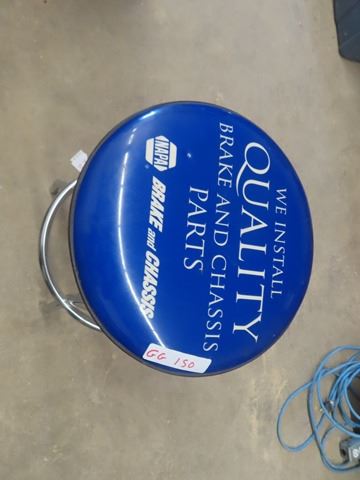 WE INSTALL
QUALITY
BRAKE AND CHASSIS
PARTS
NAPA
BRAKE and CHASSIS
GG 150